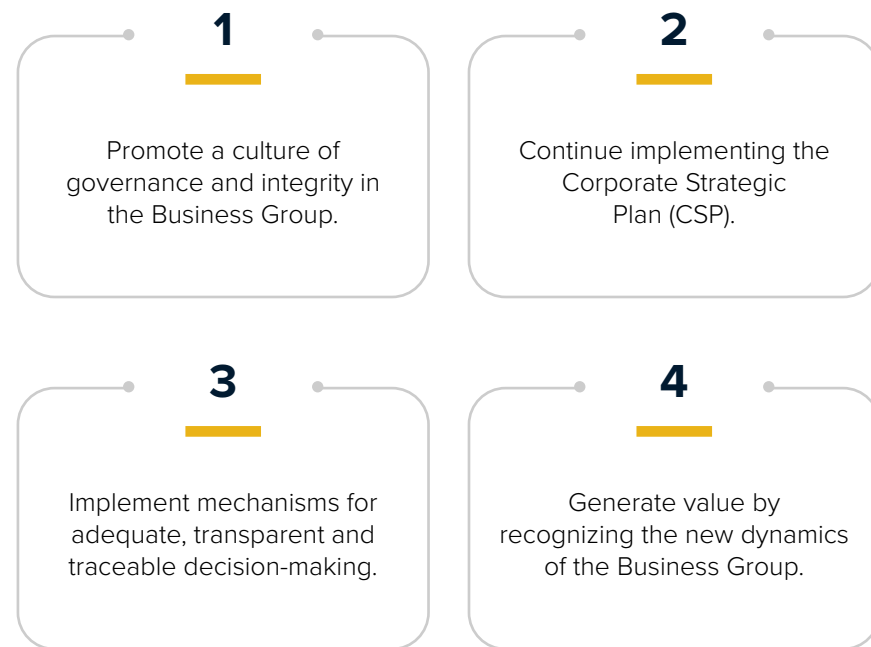 1
Promote a culture of
governance and integrity in
the Business Group.
2
Continue implementing the
Corporate Strategic
Plan (CSP).
3
Implement mechanisms for
adequate, transparent and
traceable decision-making.
4
Generate value by
recognizing the new dynamics
of the Business Group.